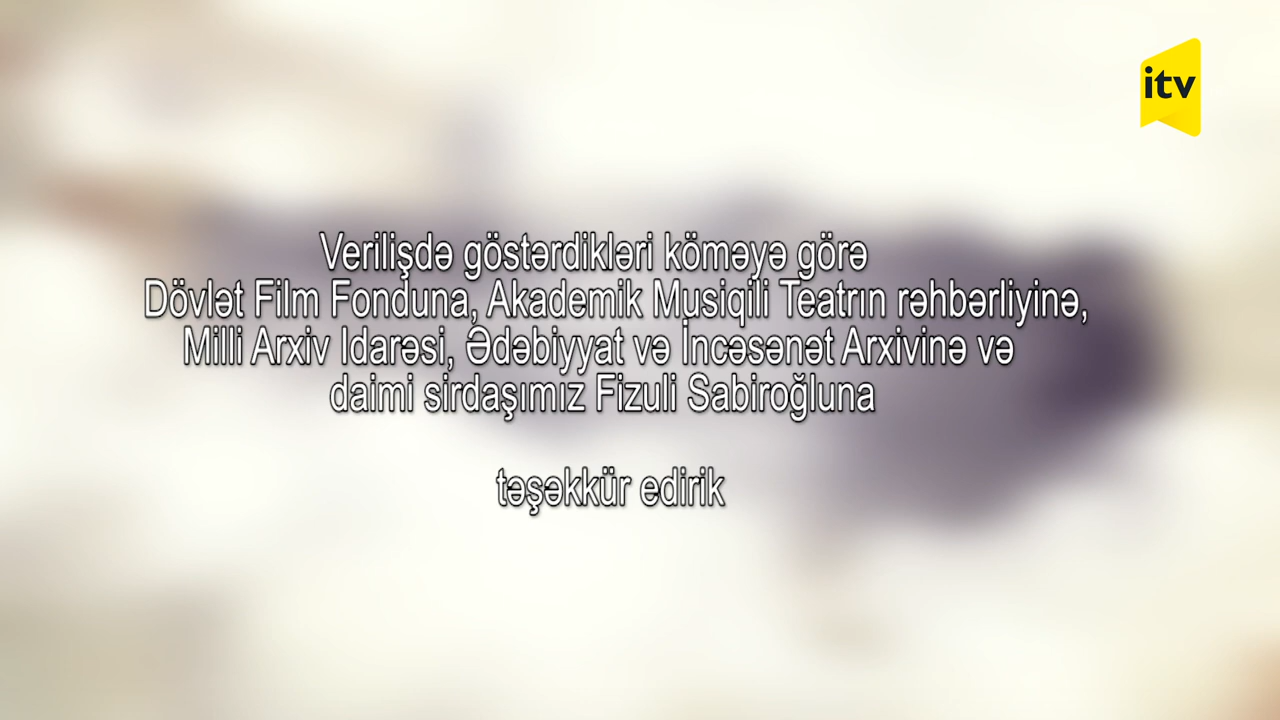 itv
Verilişdə göstərdikləri köməyə görə
Dövlət Film Fonduna, Akademik Musiqili Teatrın rəhbərliyinə,
Milli Arxiv Idarəsi, Ədəbiyyat və İncəsənət Arxivinə və
daimi sirdaşımız Fizuli Sabiroğluna
təşəkkür edirik